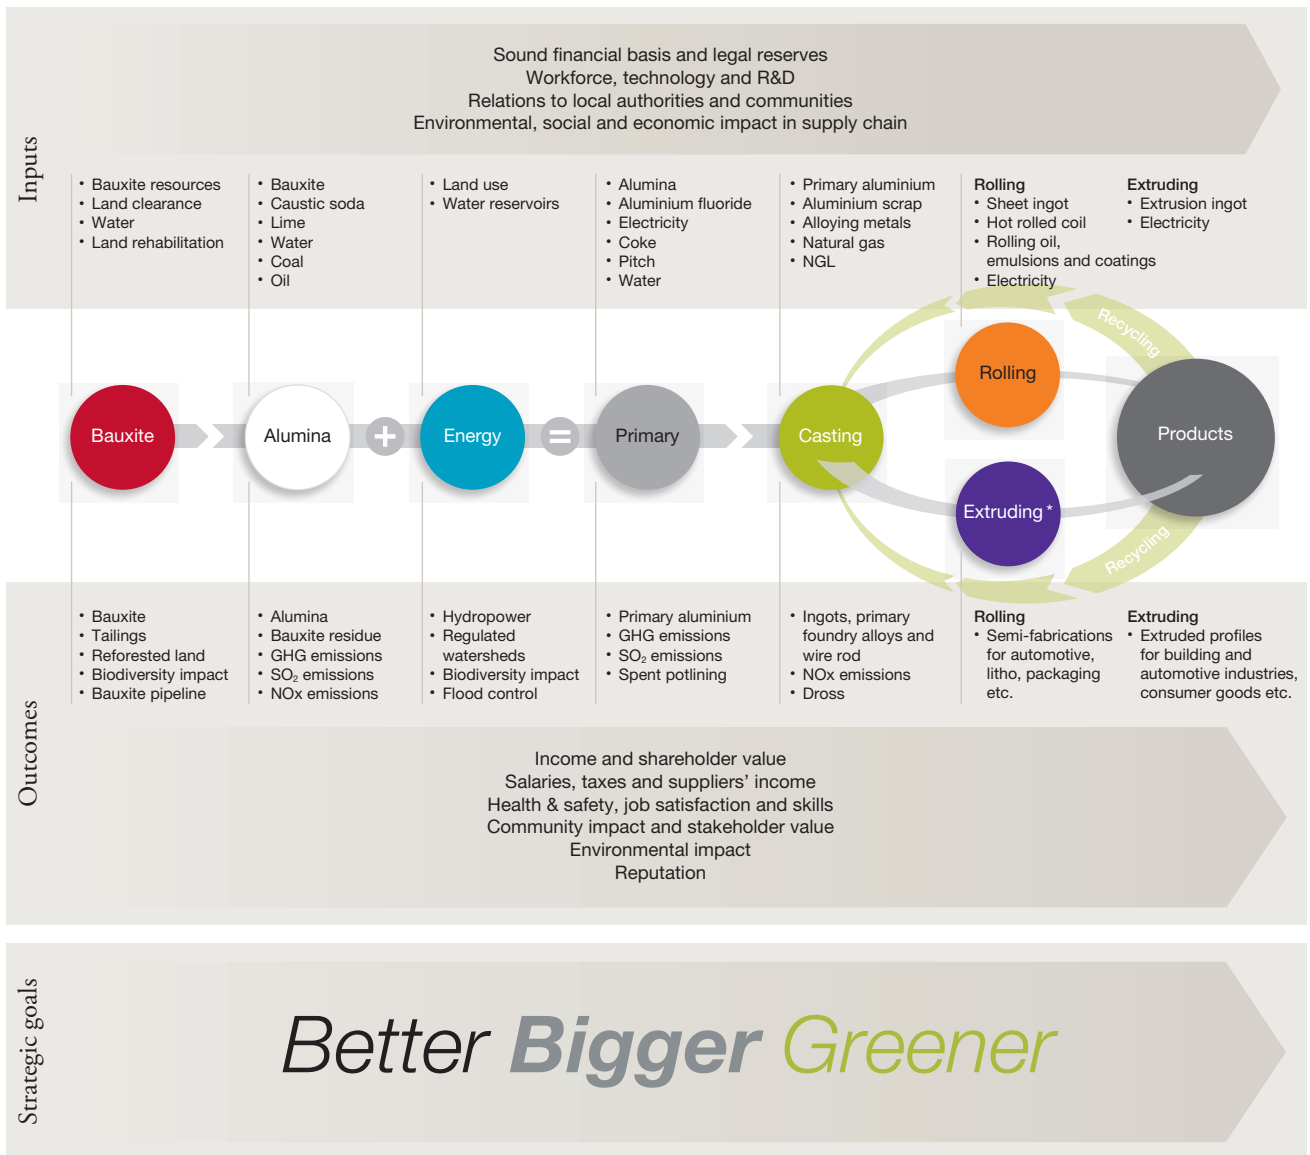 Inputs
Sound financial basis and legal reserves
Workforce, technology and R&D
Relations to local authorities and communities
Environmental, social and economic impact in supply chain
• Bauxite resources
• Land clearance
• Water
• Land rehabilitation
• Bauxite
• Caustic soda
• Lime
• Water
• Coal
• Oil
• Land use
• Water reservoirs
• Alumina
• Aluminium fluoride
• Electricity
• Coke
• Pitch
• Water
• Primary aluminium
• Aluminium scrap
• Alloying metals
• Natural gas
• NGL
Rolling
• Sheet ingot
• Hot rolled coil
• Rolling oil,
emulsions and coatings
• Electricity
Extruding
• Extrusion ingot
• Electricity
Bauxite
Alumina
+
Energy
=
Primary
Casting
Rolling
Extruding *
Products
Recycling
Recycling
Outcomes
• Bauxite
• Tailings
• Reforested land
• Biodiversity impact
• Bauxite pipeline
• Alumina
• Bauxite residue
• GHG emissions
• SO₂ emissions
• NOx emissions
• Hydropower
• Regulated
watersheds
• Biodiversity impact
• Flood control
• Primary aluminium
• GHG emissions
• SO₂ emissions
• Spent potlining
• Ingots, primary
foundry alloys and
wire rod
• NOx emissions
• Dross
Rolling
• Semi-fabrications
for automotive,
litho, packaging
etc.
Extruding
• Extruded profiles
for building and
automotive industries,
consumer goods etc.
Income and shareholder value
Salaries, taxes and suppliers’ income
Health & safety, job satisfaction and skills
Community impact and stakeholder value
Environmental impact
Reputation
Strategic goals
Better Bigger Greener